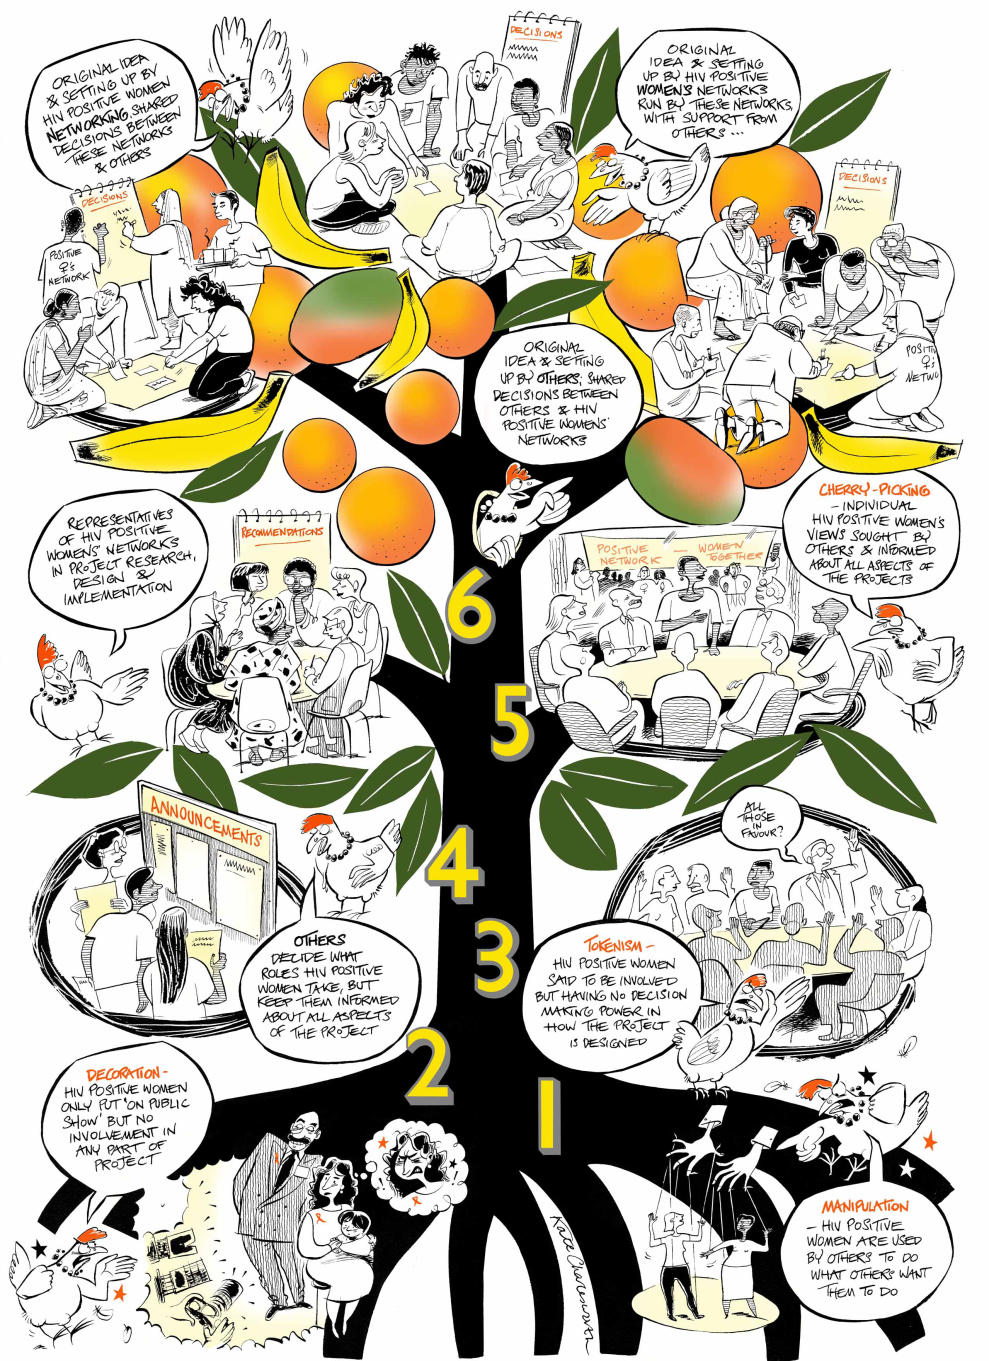 ORIGINAL IDEA
& SETTING UP BY
HIV POSITIVE WOMEN
NETWORKING, SHARED
DECISIONS BETWEEN
THESE NETWORKS
& OTHERS
DECISIONS
ORIGINAL
IDEA & SETTING
UP BY HIV POSITIVE
WOMENS NETWORKS
RUN BY THESE NETWORKS,
WITH SUPPORT FROM
OTHERS ...
DECISIONS
POSITIVE
♀'s
NETWORK
DECISIONS
POSITI
♀'s
NETWO
ORIGINAL
IDEA & SETTING
UP BY OTHERS; SHARED
DECISIONS BETWEEN
OTHERS & HIV
POSITIVE WOMENS'
NETWORKS
REPRESENTATIVES
OF HIV POSITIVE
WOMENS' NETWORKS
IN PROJECT RESEARCH,
DESIGN &
IMPLEMENTATION
RECOMMENDATIONS
6
POSITIVE — WOMEN
NETWORK TOGETHER
CHERRY-PICKING
– INDIVIDUAL
HIV POSITIVE WOMEN'S
VIEWS SOUGHT BY
OTHERS & INFORMED
ABOUT ALL ASPECTS OF
THE PROJECTS
5
ANNOUNCEMENTS
4
OTHERS
DECIDE WHAT
ROLES HIV POSITIVE
WOMEN TAKE, BUT
KEEP THEM INFORMED
ABOUT ALL ASPECTS
OF THE PROJECT
3
ALL
THOSE
IN
FAVOUR?
TOKENISM –
HIV POSITIVE WOMEN
SAID TO BE INVOLVED
BUT HAVING NO DECISION
MAKING POWER IN
HOW THE PROJECT
IS DESIGNED
2
DECORATION –
HIV POSITIVE WOMEN
ONLY PUT 'ON PUBLIC
SHOW' BUT NO
INVOLVEMENT IN
ANY PART OF
PROJECT
1
MANIPULATION
– HIV POSITIVE
WOMEN ARE USED
BY OTHERS TO DO
WHAT OTHERS WANT
THEM TO DO
Kate Charlesworth